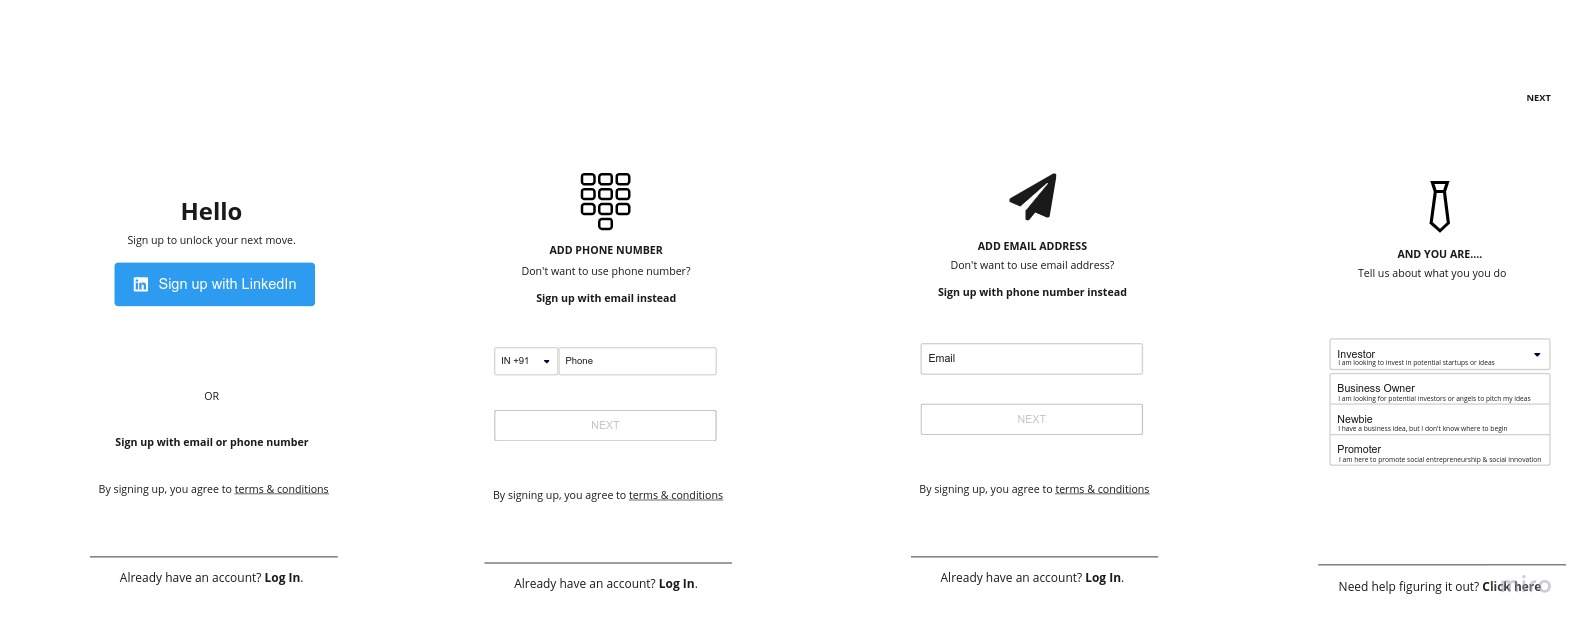 Hello
Sign up to unlock your next move.
in Sign up with LinkedIn
OR
Sign up with email or phone number
By signing up, you agree to terms & conditions
Already have an account? Log In.
ADD PHONE NUMBER
Don't want to use phone number?
Sign up with email instead
IN +91
Phone
NEXT
By signing up, you agree to terms & conditions
Already have an account? Log In.
ADD EMAIL ADDRESS
Don't want to use email address?
Sign up with phone number instead
Email
NEXT
By signing up, you agree to terms & conditions
Already have an account? Log In.
NEXT
AND YOU ARE....
Tell us about what you you do
Investor
I am looking to invest in potential startups or ideas
Business Owner
I am looking for potential investors or angels to pitch my ideas
Newbie
I have a business idea, but I don't know where to begin
Promoter
I am here to promote social entrepreneurship & social innovation
Need help figuring it out? Click here
miro